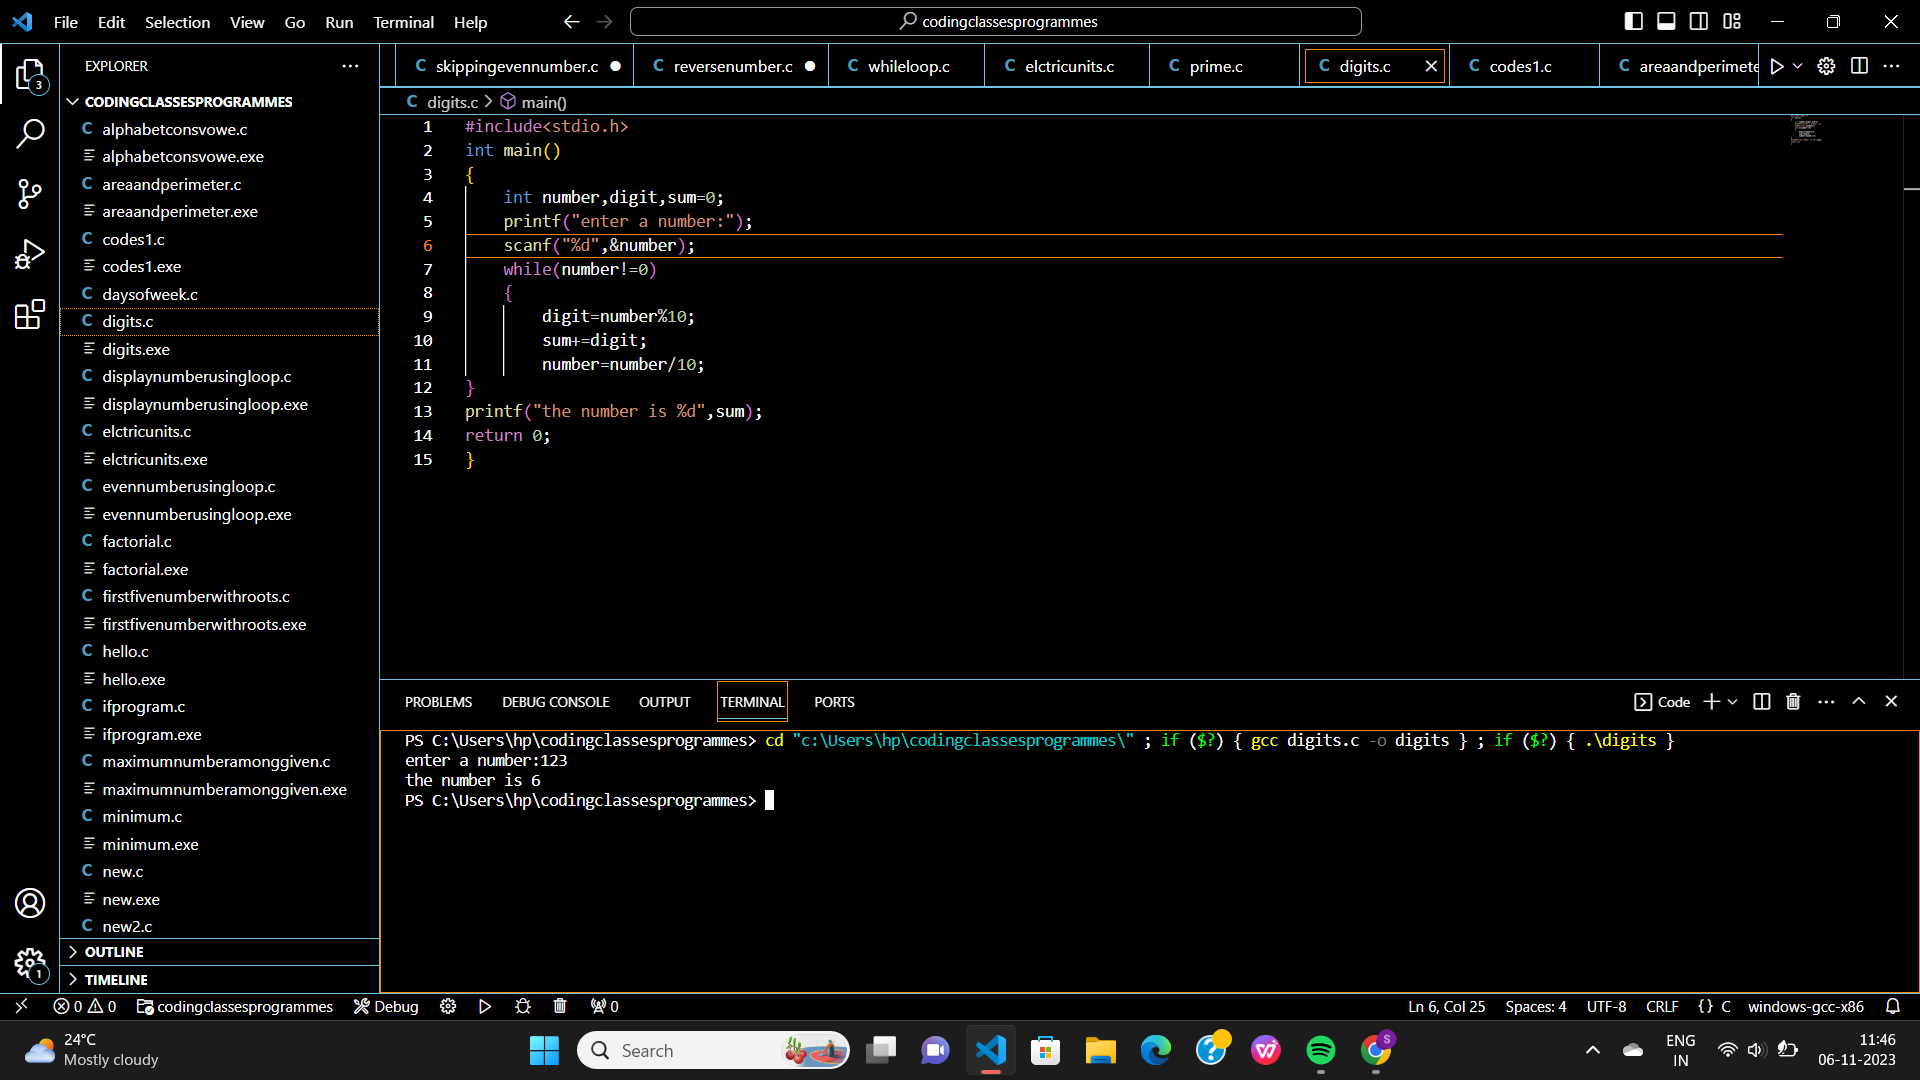 File Edit Selection View Go Run Terminal Help
codingclassesprogrammes
EXPLORER
3
CODINGCLASSESPROGRAMMES
C alphabetconsvowe.c
alphabetconsvowe.exe
C areaandperimeter.c
areaandperimeter.exe
C codes1.c
codes1.exe
C daysofweek.c
C digits.c
digits.exe
C displaynumberusingloop.c
displaynumberusingloop.exe
C elctricunits.c
elctricunits.exe
C evennumberusingloop.c
evennumberusingloop.exe
C factorial.c
factorial.exe
C firstfivenumberwithroots.c
firstfivenumberwithroots.exe
C hello.c
hello.exe
C ifprogram.c
ifprogram.exe
C maximumnumberamonggiven.c
maximumnumberamonggiven.exe
C minimum.c
minimum.exe
C new.c
new.exe
C new2.c
OUTLINE
1
TIMELINE
C skippingevennumber.c C reversenumber.c C whileloop.c C elctricunits.c C prime.c C digits.c C codes1.c C areaandperimete
C digits.c > main()
1 #include<stdio.h>
2 int main()
3 {
4 int number,digit,sum=0;
5 printf("enter a number:");
6 scanf("%d",&number);
7 while(number!=0)
8 {
9 digit=number%10;
10 sum+=digit;
11 number=number/10;
12 }
13 printf("the number is %d",sum);
14 return 0;
15 }
PROBLEMS DEBUG CONSOLE OUTPUT TERMINAL PORTS Code
PS C:\Users\hp\codingclassesprogrammes> cd "c:\Users\hp\codingclassesprogrammes\" ; if ($?) { gcc digits.c -o digits } ; if ($?) { .\digits }
enter a number:123
the number is 6
PS C:\Users\hp\codingclassesprogrammes>
0 0 codingclassesprogrammes Debug 0 Ln 6, Col 25 Spaces: 4 UTF-8 CRLF {} C windows-gcc-x86
24°C
Mostly cloudy
Search
S
ENG
IN
11:46
06-11-2023